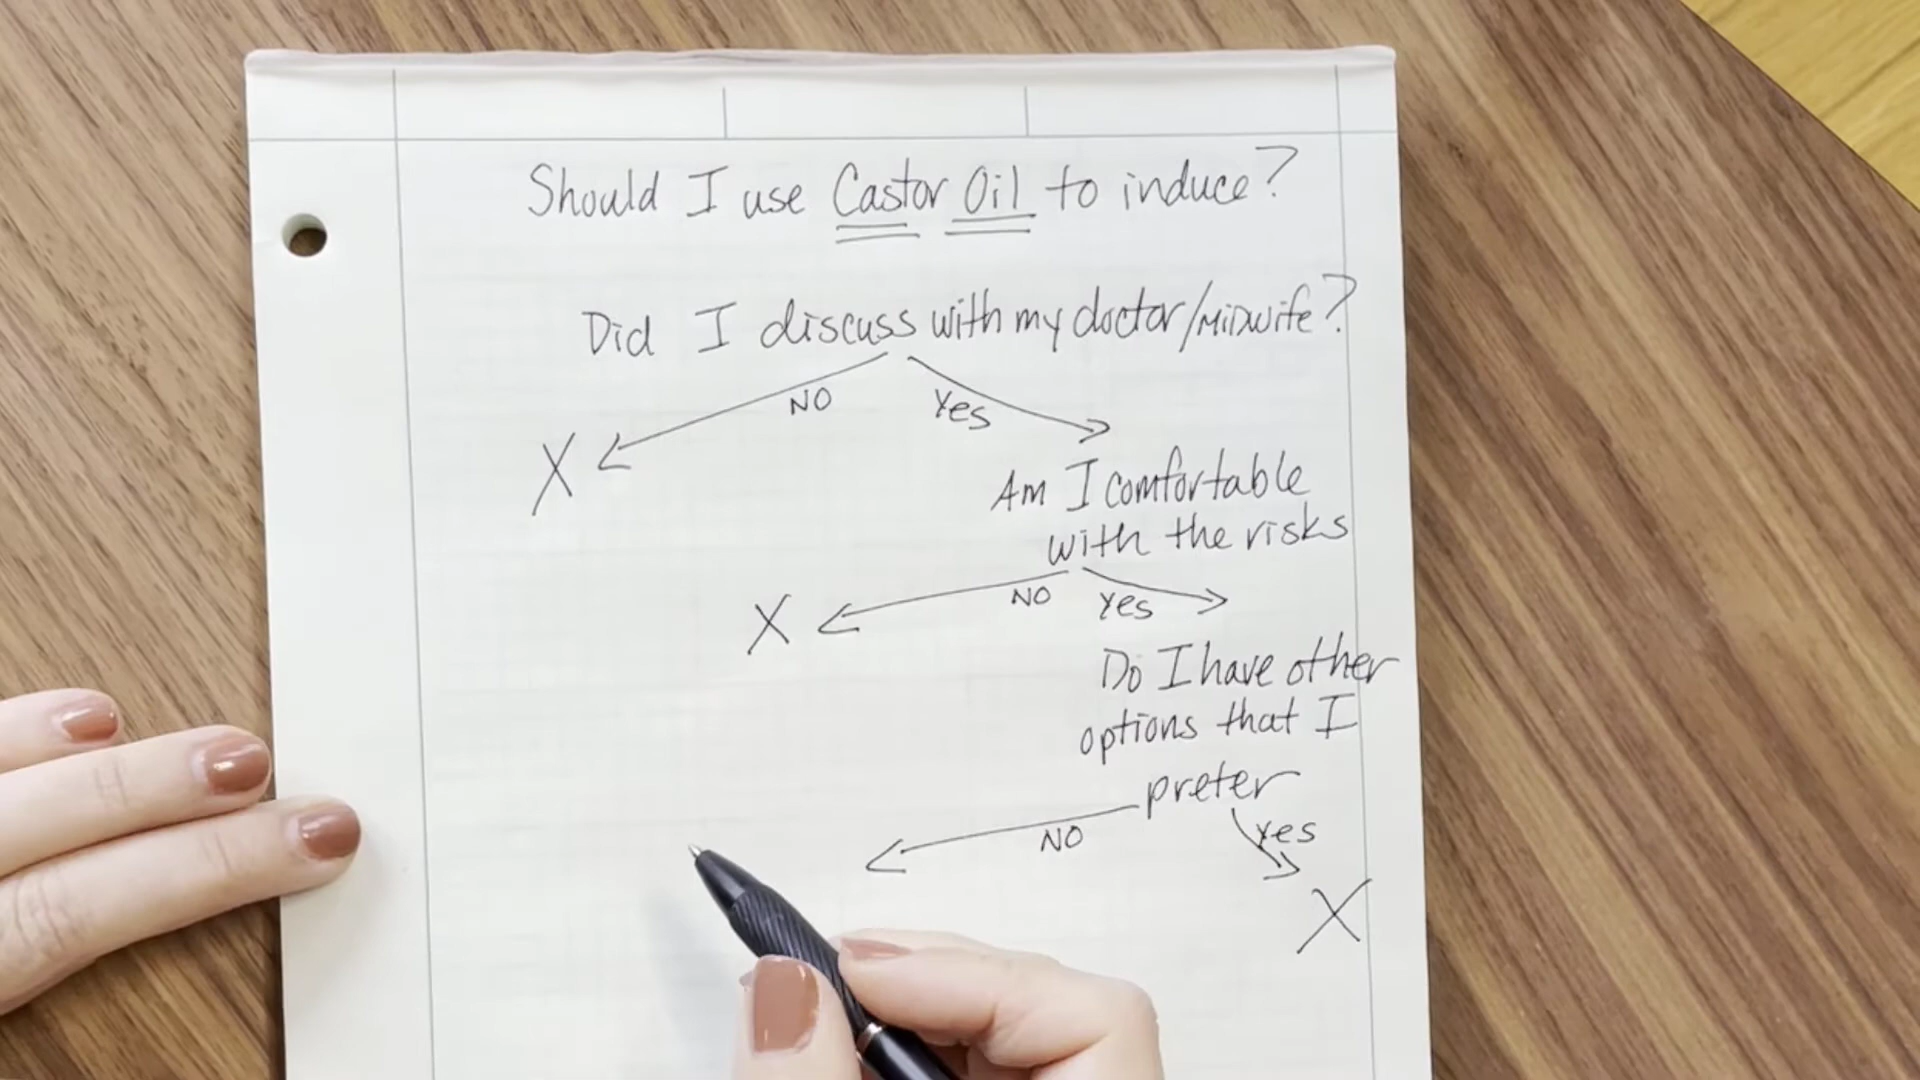 Should I use Castor Oil to induce?
Did I discuss with my doctor/MiDwife?
NO
Yes
X
Am I comfortable
with the risks
NO
Yes
X
Do I have other
options that I
prefer
NO
Yes
X